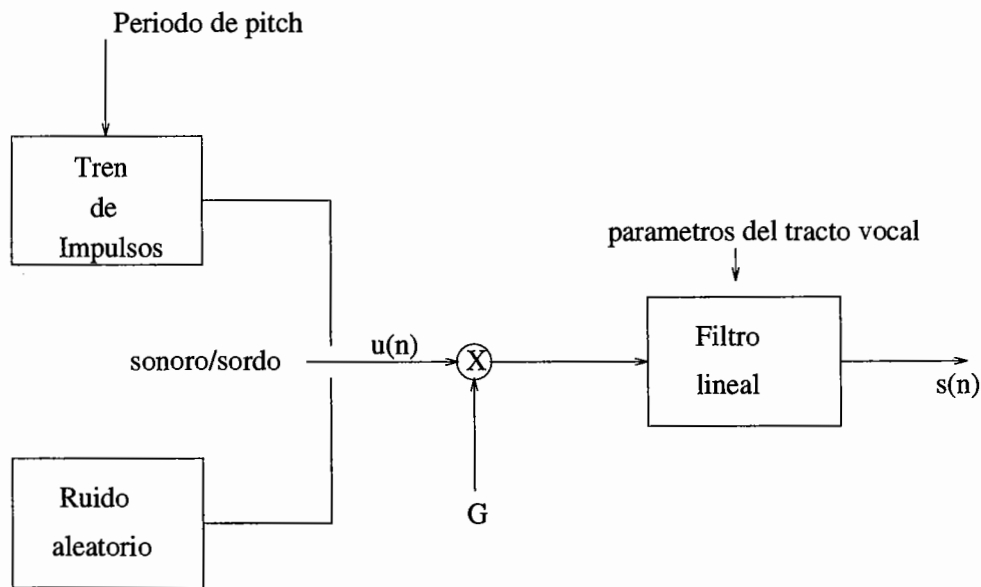 Periodo de pitch
Tren
de
Impulsos
parametros del tracto vocal
Filtro
lineal
sonoro/sordo
u(n)
X
s(n)
G
Ruido
aleatorio